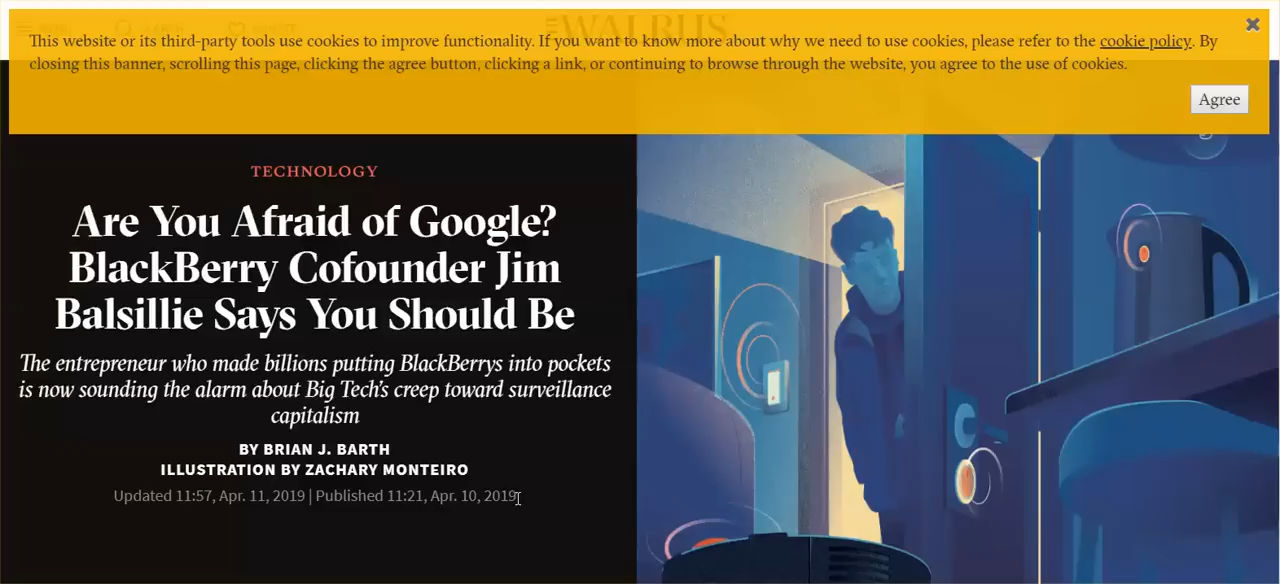 WALRUS
This website or its third-party tools use cookies to improve functionality. If you want to know more about why we need to use cookies, please refer to the cookie policy. By
closing this banner, scrolling this page, clicking the agree button, clicking a link, or continuing to browse through the website, you agree to the use of cookies.
Agree
TECHNOLOGY
Are You Afraid of Google?
BlackBerry Cofounder Jim
Balsillie Says You Should Be
The entrepreneur who made billions putting BlackBerrys into pockets
is now sounding the alarm about Big Tech's creep toward surveillance
capitalism
BY BRIAN J. BARTH
ILLUSTRATION BY ZACHARY MONTEIRO
Updated 11:57, Apr. 11, 2019 | Published 11:21, Apr. 10, 2019